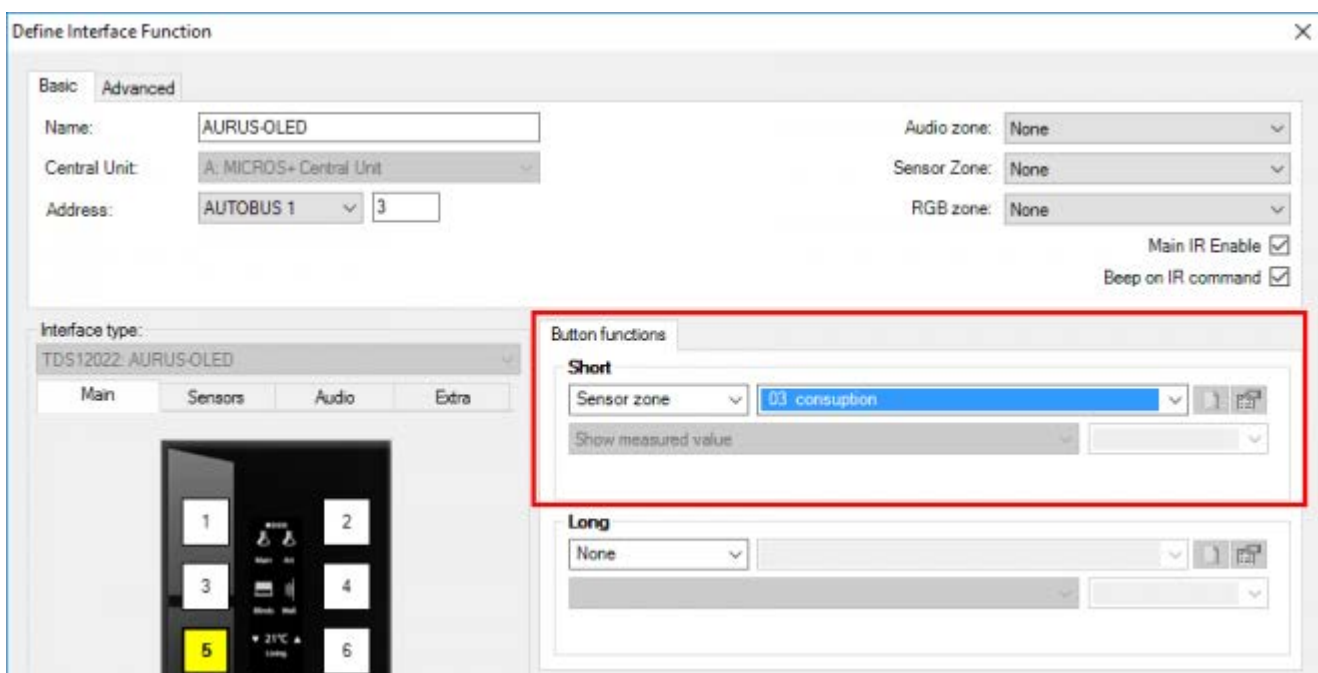 Define Interface Function
Basic Advanced
Name: AURUS-OLED Audio zone: None
Central Unit: A: MICROS+ Central Unit Sensor Zone: None
Address: AUTOBUS 1 3 RGB zone: None
Main IR Enable
Beep on IR command
Interface type:
TDS12022: AURUS-OLED
Main Sensors Audio Extra
1 2
Main Art
3 4
Blinds Wall
5 21°C 6
Living
Button functions
Short
Sensor zone 03 consuption
Show measured value
Long
None